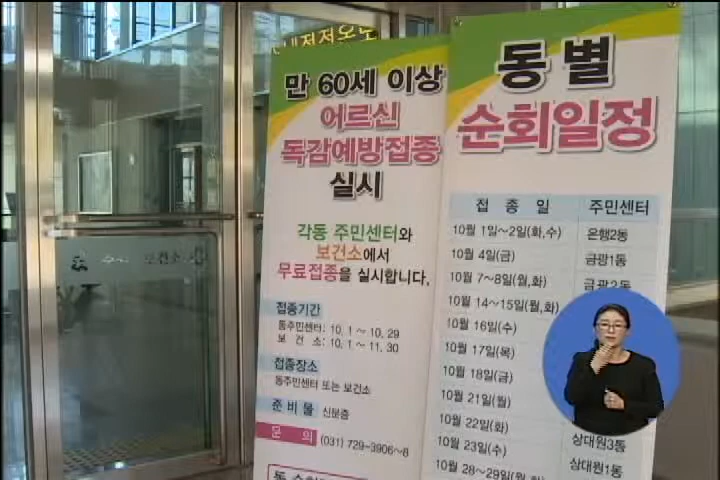 만 60세 이상
어르신
독감예방접종
실시
각동 주민센터와
보건소에서
무료접종을 실시합니다.
접종기간
동주민센터: 10. 1 ~ 10. 29
보 건 소: 10. 1 ~ 11. 30
접종장소
동주민센터 또는 보건소
준비물 신분증
문 의 (031) 729-3906~8
동별
순회일정
접 종 일 주민센터
10월 1일~2일(화,수) 은행2동
10월 4일(금) 금광1동
10월 7~8일(월,화) 금광2동
10월 14~15일(월,화)
10월 16일(수)
10월 17일(목)
10월 18일(금)
10월 21일(월)
10월 22일(화) 상대원3동
10월 23일(수) 상대원1동
10월 28~29일(월,화)
보건소